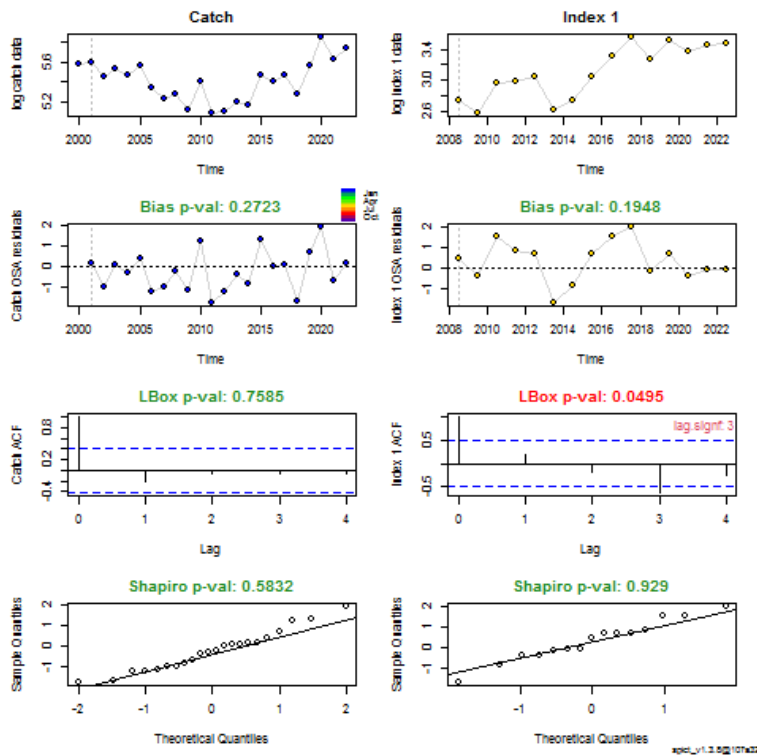 Catch
log catch data
5.2 5.6
2000 2005 2010 2015 2020
Time
Index 1
log index 1 data
2.6 3.0 3.4
2008 2010 2012 2014 2016 2018 2020 2022
Time
Bias p-val: 0.2723
Catch OSA residuals
-1 0 1 2
2000 2005 2010 2015 2020
Time
Jan
Bias p-val: 0.1948
Index 1 OSA residuals
-1 0 1 2
2008 2010 2012 2014 2016 2018 2020 2022
Time
LBox p-val: 0.7585
Catch ACF
-0.4 0.2 0.8
0 1 2 3 4
Lag
LBox p-val: 0.0495
lag.signf: 3
Index 1 ACF
-0.5 0.5
0 1 2 3 4
Lag
Shapiro p-val: 0.5832
Sample Quantiles
-1 0 1 2
-2 -1 0 1 2
Theoretical Quantiles
Shapiro p-val: 0.929
Sample Quantiles
-1 0 1 2
-1 0 1
Theoretical Quantiles